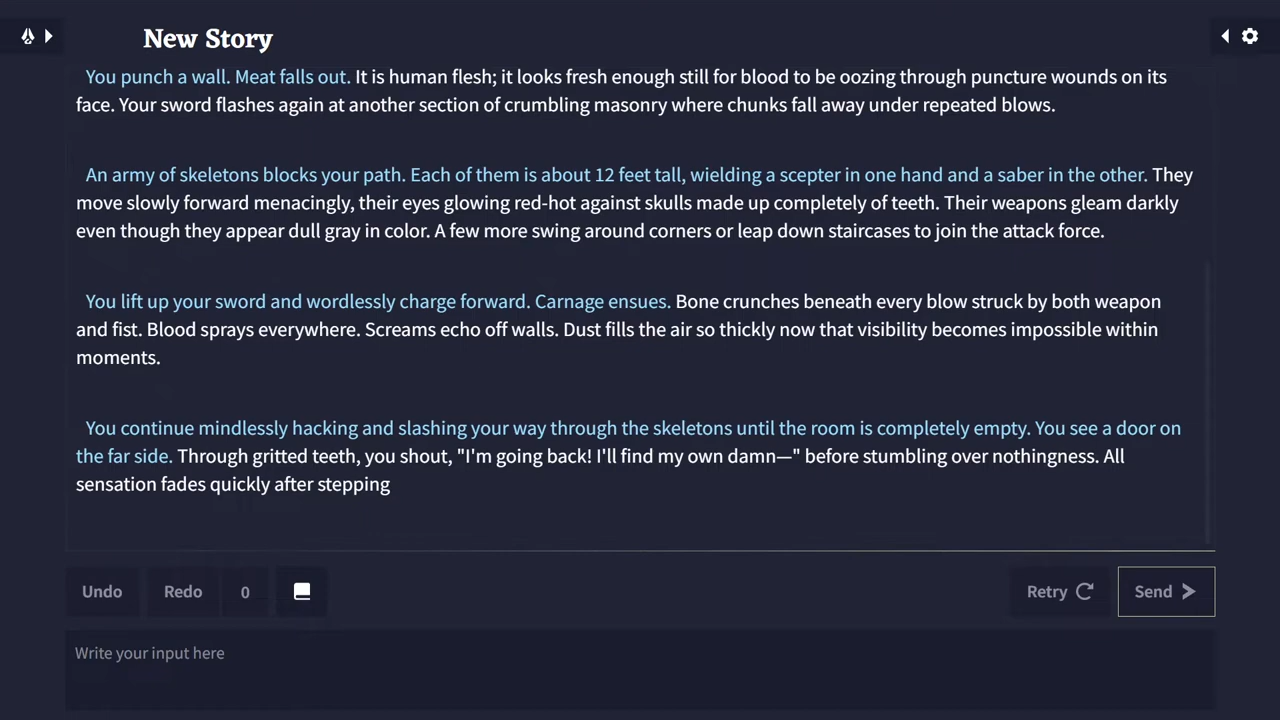 New Story
You punch a wall. Meat falls out. It is human flesh; it looks fresh enough still for blood to be oozing through puncture wounds on its
face. Your sword flashes again at another section of crumbling masonry where chunks fall away under repeated blows.
An army of skeletons blocks your path. Each of them is about 12 feet tall, wielding a scepter in one hand and a saber in the other. They
move slowly forward menacingly, their eyes glowing red-hot against skulls made up completely of teeth. Their weapons gleam darkly
even though they appear dull gray in color. A few more swing around corners or leap down staircases to join the attack force.
You lift up your sword and wordlessly charge forward. Carnage ensues. Bone crunches beneath every blow struck by both weapon
and fist. Blood sprays everywhere. Screams echo off walls. Dust fills the air so thickly now that visibility becomes impossible within
moments.
You continue mindlessly hacking and slashing your way through the skeletons until the room is completely empty. You see a door on
the far side. Through gritted teeth, you shout, "I'm going back! I'll find my own damn—" before stumbling over nothingness. All
sensation fades quickly after stepping
Undo Redo 0 Retry Send
Write your input here